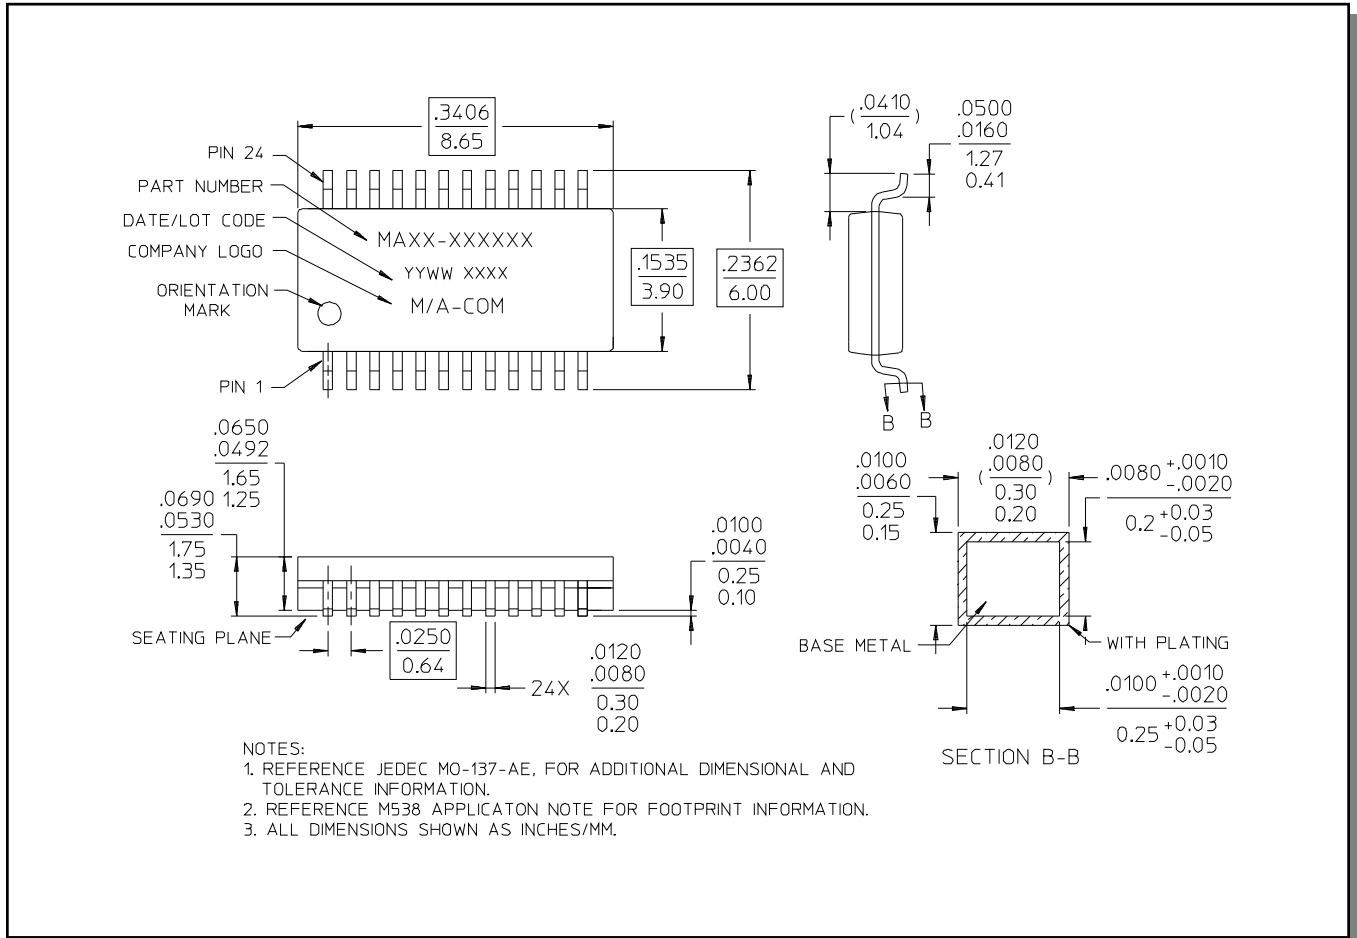 .3406
8.65
PIN 24
PART NUMBER
DATE/LOT CODE
COMPANY LOGO
ORIENTATION
MARK
PIN 1
MAXX-XXXXXX
YYWW XXXX
M/A-COM
.1535
3.90
.2362
6.00
(.0410)
1.04
.0500
.0160
1.27
0.41
B
B
.0650
.0492
1.65
1.25
.0690
.0530
1.75
1.35
SEATING PLANE
.0250
0.64
24X
.0120
.0080
0.30
0.20
.0100
.0040
0.25
0.10
.0100
.0060
0.25
0.15
.0120
(.0080)
0.30
0.20
.0080 +.0010
-.0020
0.2 +0.03
-0.05
BASE METAL
WITH PLATING
.0100 +.0010
-.0020
0.25 +0.03
-0.05
SECTION B-B
NOTES:
1. REFERENCE JEDEC MO-137-AE, FOR ADDITIONAL DIMENSIONAL AND
TOLERANCE INFORMATION.
2. REFERENCE M538 APPLICATON NOTE FOR FOOTPRINT INFORMATION.
3. ALL DIMENSIONS SHOWN AS INCHES/MM.